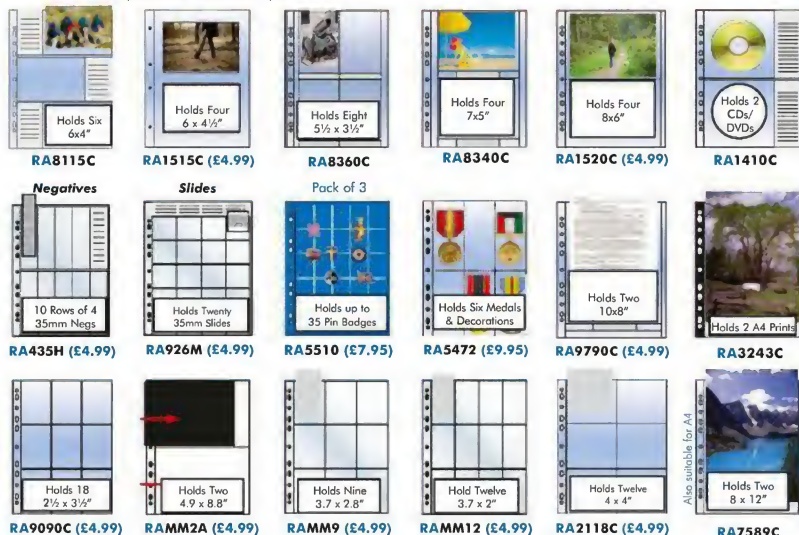 Holds Six
6x4"
Holds Four
6 x 4½"
Holds Eight
5½ x 3½"
Holds Four
7x5"
Holds Four
8x6"
Holds 2
CDs/
DVDs
RA8115C
RA1515C (£4.99)
RA8360C
RA8340C
RA1520C (£4.99)
RA1410C
Negatives
Slides
Pack of 3
10 Rows of 4
35mm Negs
Holds Twenty
35mm Slides
Holds up to
35 Pin Badges
Holds Six Medals
& Decorations
Holds Two
10x8"
Holds 2 A4 Prints
RA435H (£4.99)
RA926M (£4.99)
RA5510 (£7.95)
RA5472 (£9.95)
RA9790C (£4.99)
RA3243C
Holds 18
2½ x 3½"
Holds Two
4.9 x 8.8"
Holds Nine
3.7 x 2.8"
Hold Twelve
3.7 x 2"
Holds Twelve
4 x 4"
Also suitable for A4
Holds Two
8 x 12"
RA9090C (£4.99)
RAMM2A (£4.99)
RAMM9 (£4.99)
RAMM12 (£4.99)
RA2118C (£4.99)
RA7589C